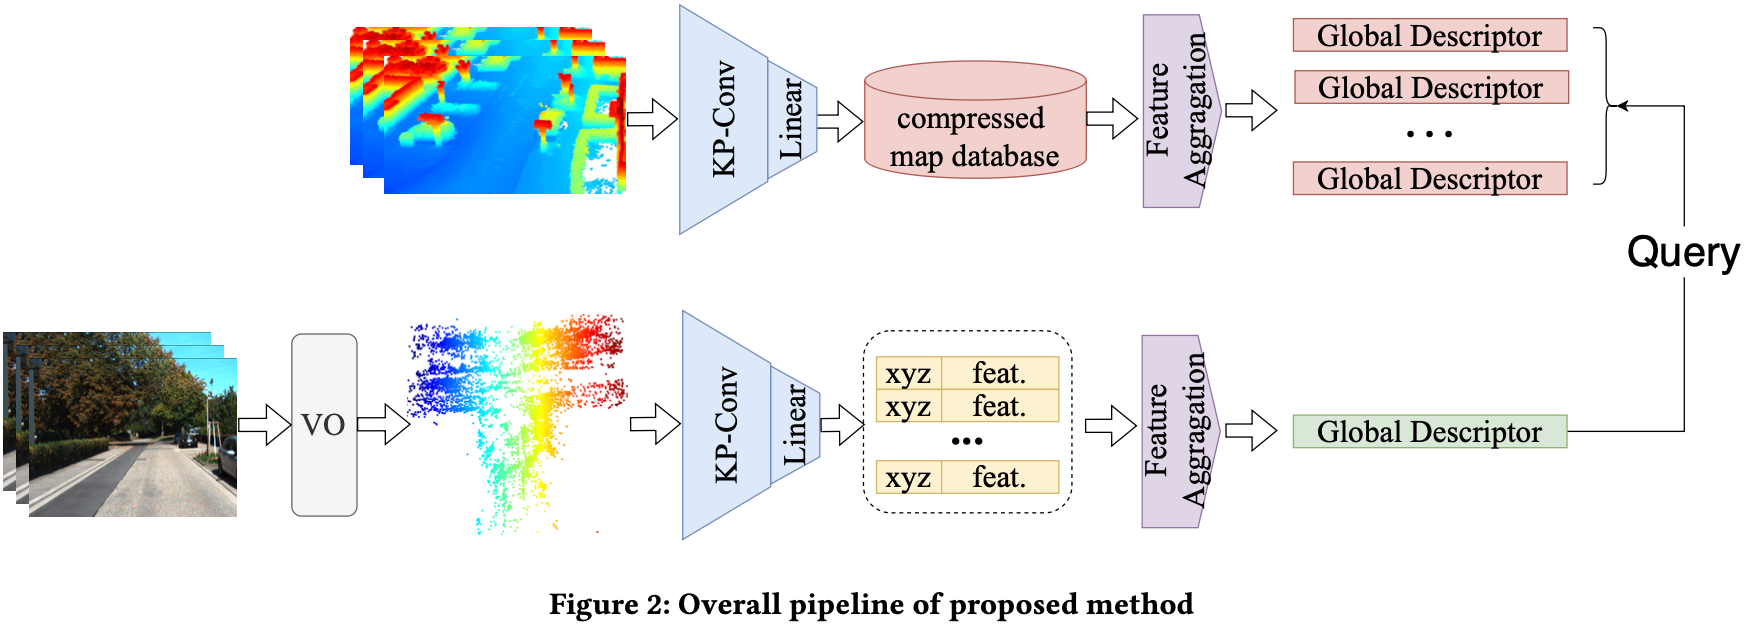 KP-Conv
Linear
compressed
map database
Feature
Aggragation
Global Descriptor
Global Descriptor
...
Global Descriptor
Query
VO
KP-Conv
Linear
xyz feat.
xyz feat.
...
xyz feat.
Feature
Aggragation
Global Descriptor
Figure 2: Overall pipeline of proposed method